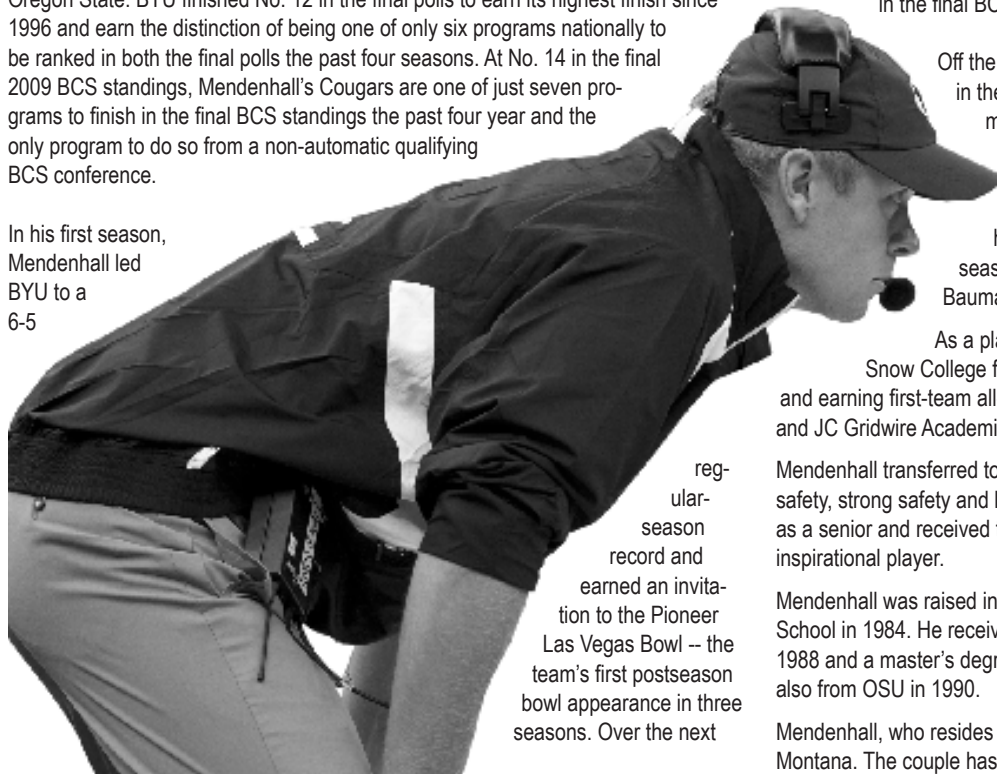 Oregon State. BYU finished No. 12 in the final polls to earn its highest finish since
1996 and earn the distinction of being one of only six programs nationally to
be ranked in both the final polls the past four seasons. At No. 14 in the final
2009 BCS standings, Mendenhall's Cougars are one of just seven pro-
grams to finish in the final BCS standings the past four year and the
only program to do so from a non-automatic qualifying
BCS conference.
In his first season,
Mendenhall led
BYU to a
6-5
reg-
ular-
season
record and
earned an invita-
tion to the Pioneer
Las Vegas Bowl -- the
team's first postseason
bowl appearance in three
seasons. Over the next
in the final BC
Off the
in the
m
h
seas
Bauma
As a pla
Snow College f
and earning first-team all
and JC Gridwire Academi
Mendenhall transferred to
safety, strong safety and
as a senior and received
inspirational player.
Mendenhall was raised in
School in 1984. He receiv
1988 and a master's degr
also from OSU in 1990.
Mendenhall, who resides
Montana. The couple has